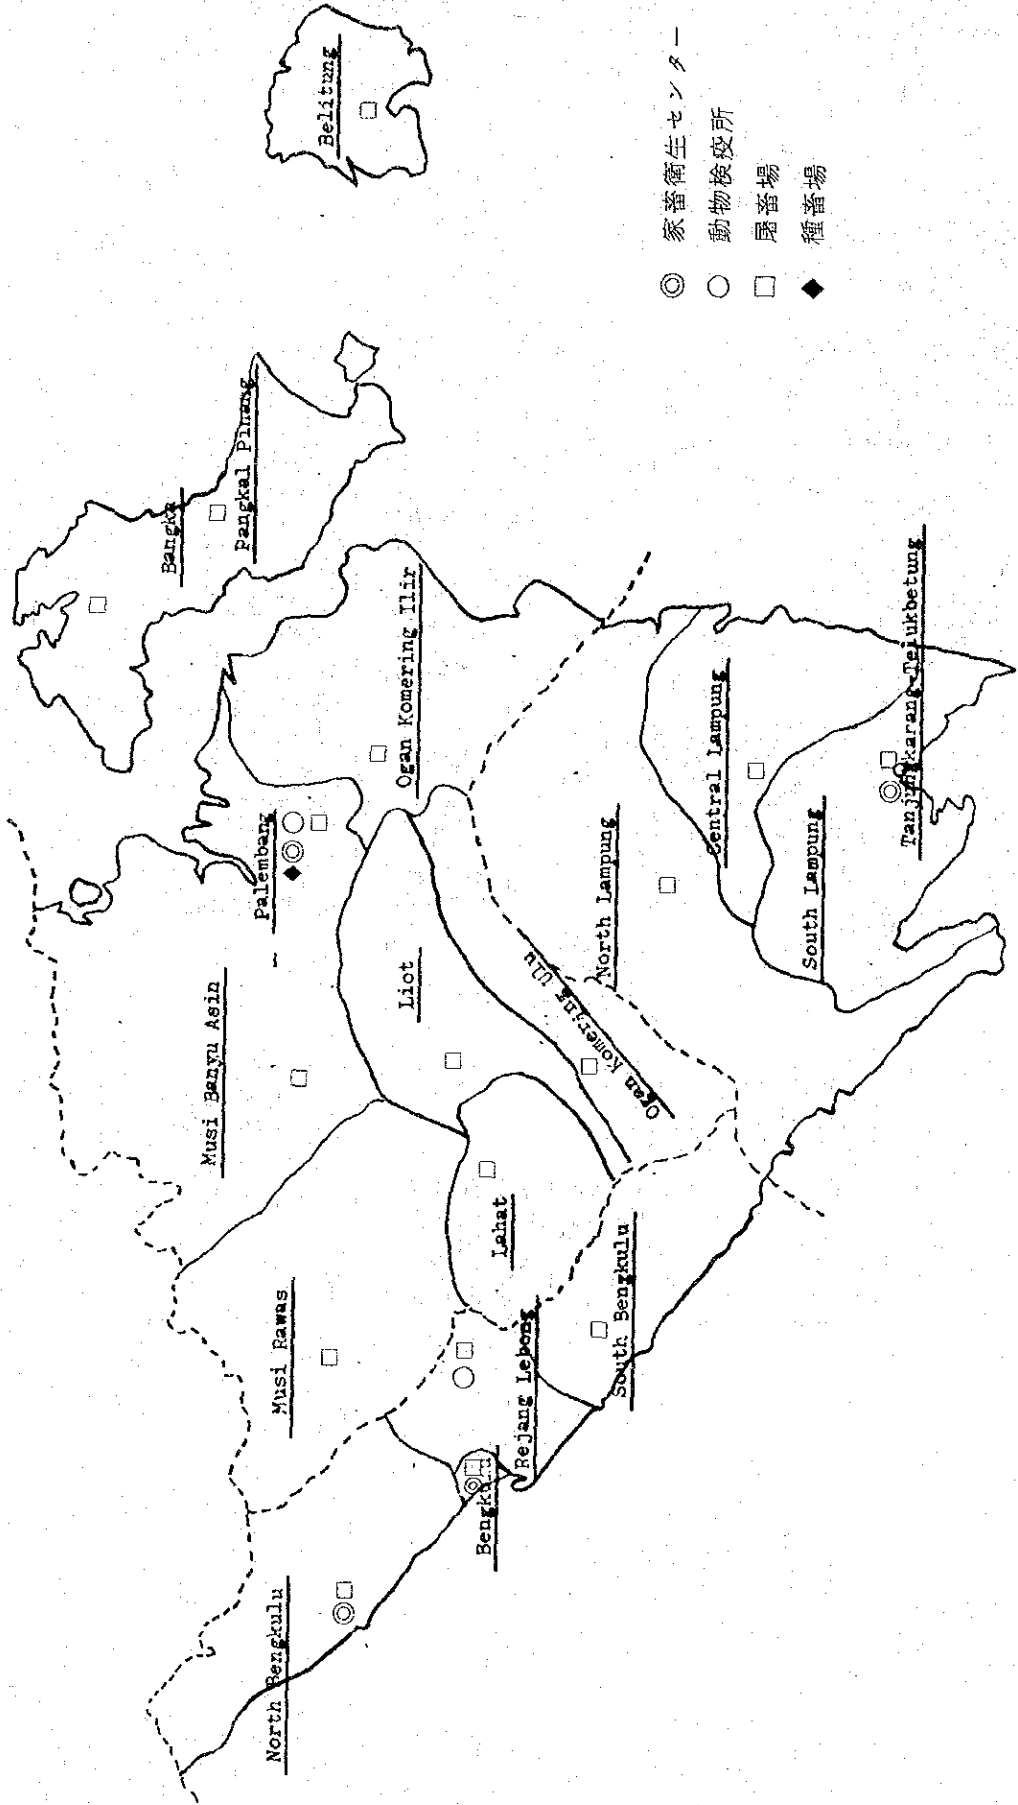 North Bengkulu
Musi Rawas
Musi Banyu Asin
Palembang
Bangka
Pangkal Pinang
Belitung
Bengkulu
Rejang Lebong
Lahat
Liot
Ogan Komering Ilir
South Bengkulu
Ogan Komering Ulu
North Lampung
Central Lampung
South Lampung
Tanjungkarang-Telukbetung
◎ 家畜衛生センター
○ 動物検疫所
□ 屠畜場
◆ 種畜場